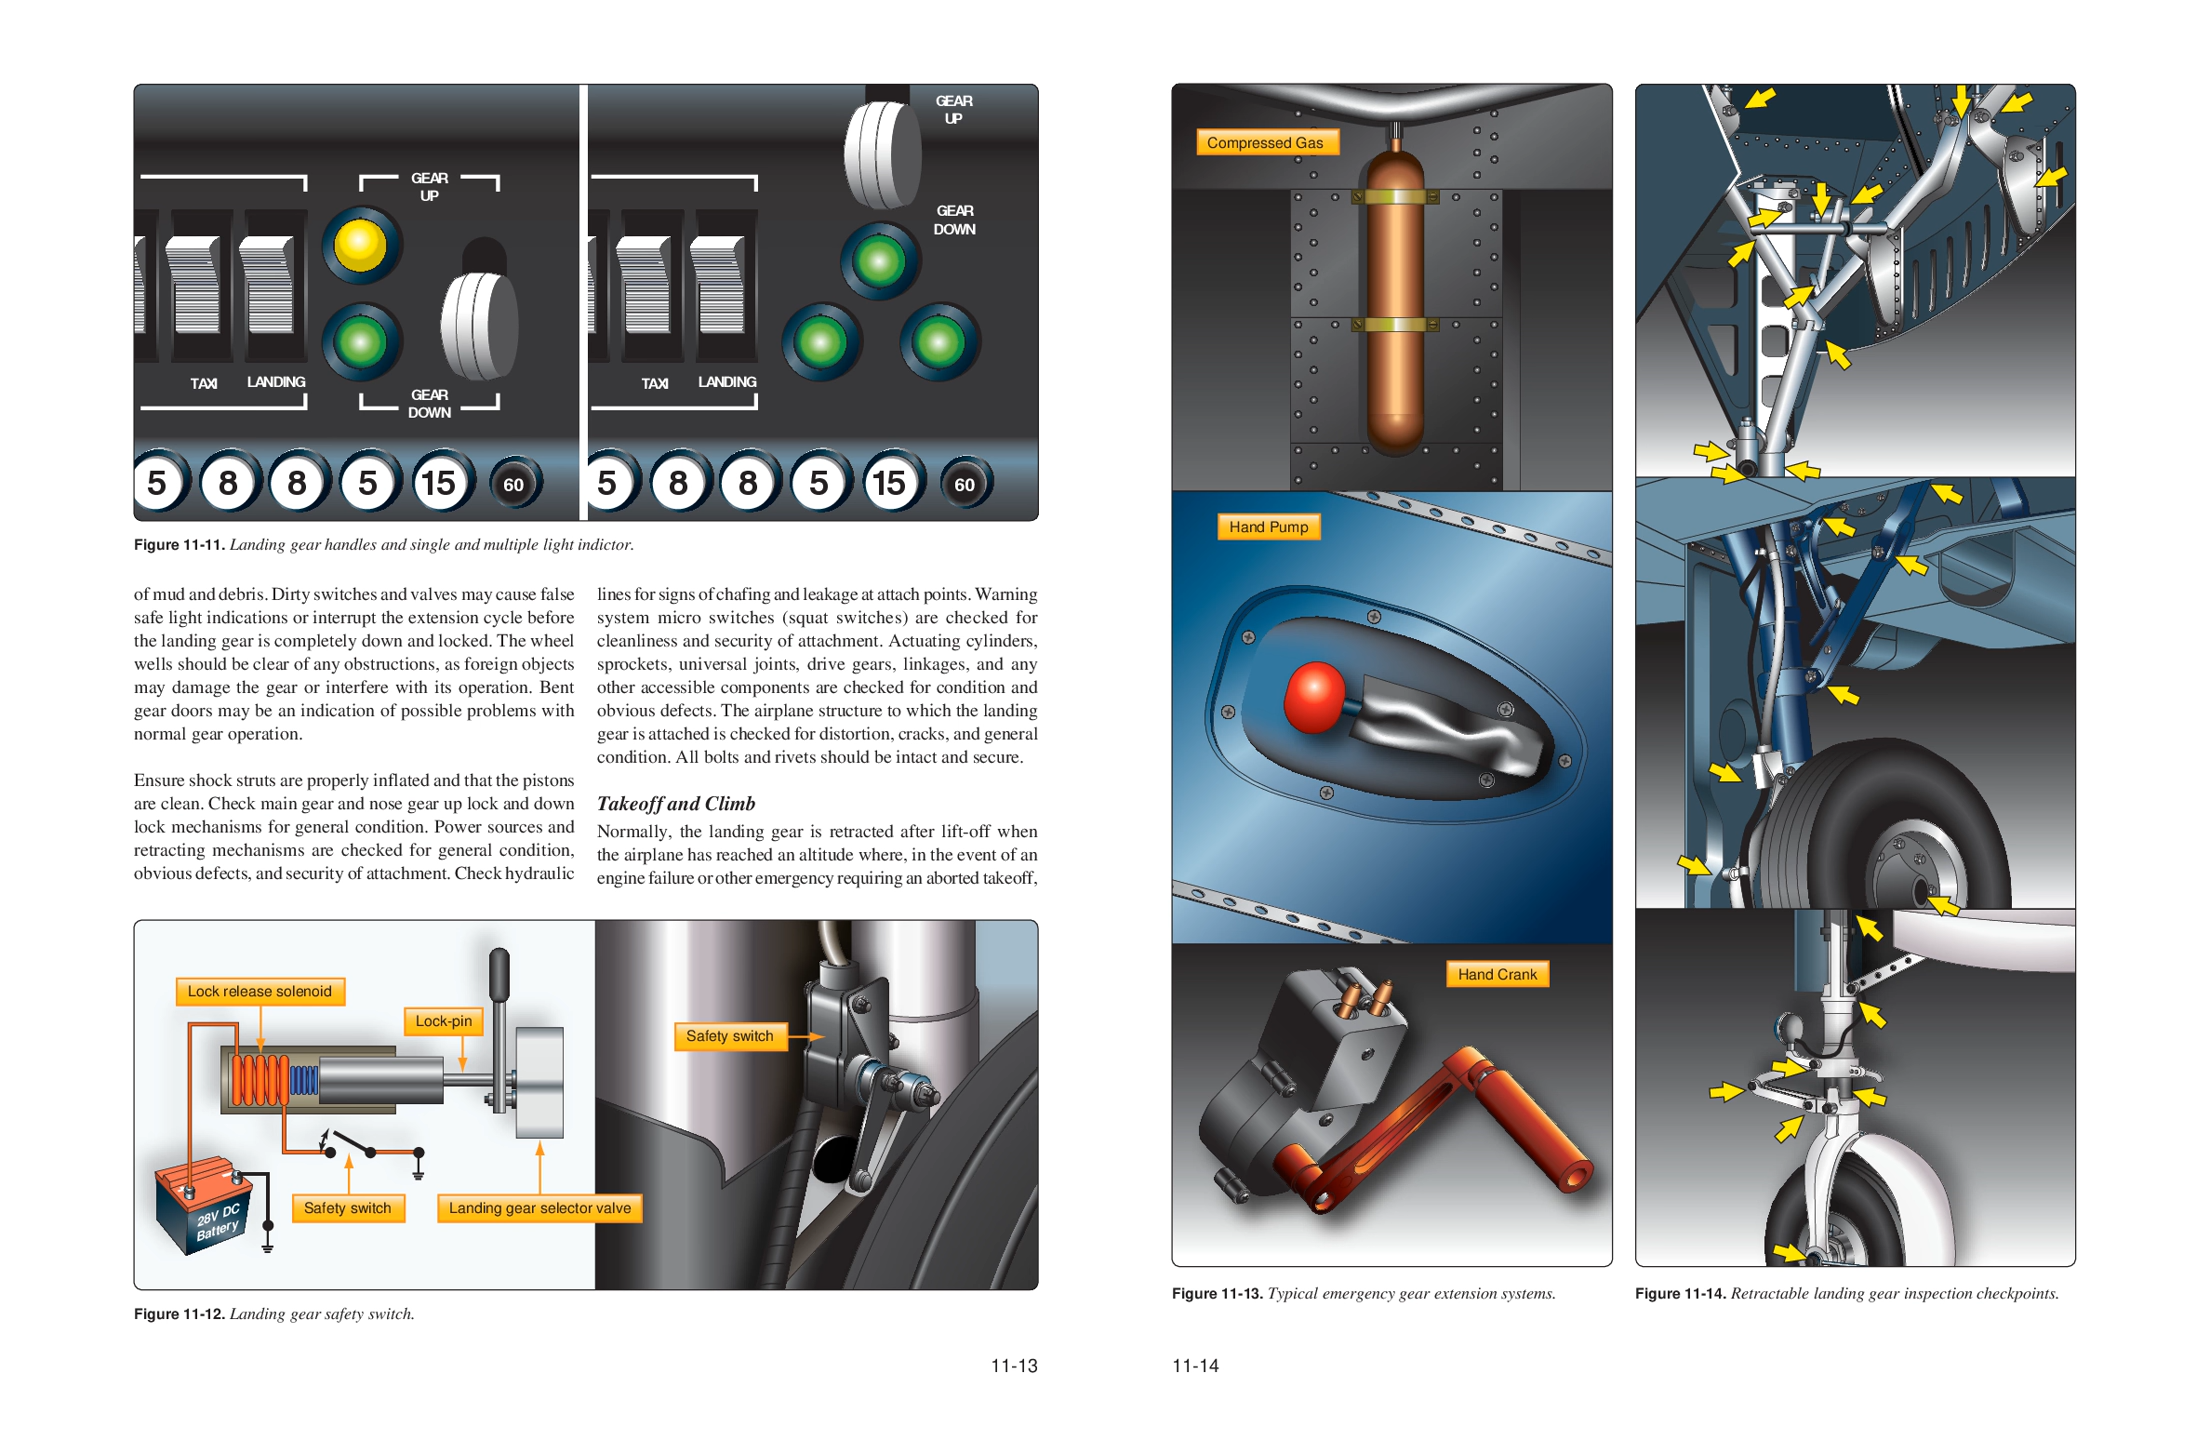 GEAR
UP
TAXI
LANDING
GEAR
DOWN
5
8
8
5
15
60
GEAR
UP
GEAR
DOWN
TAXI
LANDING
5
8
8
5
15
60
Figure 11-11. Landing gear handles and single and multiple light indictor.
of mud and debris. Dirty switches and valves may cause false
safe light indications or interrupt the extension cycle before
the landing gear is completely down and locked. The wheel
wells should be clear of any obstructions, as foreign objects
may damage the gear or interfere with its operation. Bent
gear doors may be an indication of possible problems with
normal gear operation.
Ensure shock struts are properly inflated and that the pistons
are clean. Check main gear and nose gear up lock and down
lock mechanisms for general condition. Power sources and
retracting mechanisms are checked for general condition,
obvious defects, and security of attachment. Check hydraulic
lines for signs of chafing and leakage at attach points. Warning
system micro switches (squat switches) are checked for
cleanliness and security of attachment. Actuating cylinders,
sprockets, universal joints, drive gears, linkages, and any
other accessible components are checked for condition and
obvious defects. The airplane structure to which the landing
gear is attached is checked for distortion, cracks, and general
condition. All bolts and rivets should be intact and secure.
Takeoff and Climb
Normally, the landing gear is retracted after lift-off when
the airplane has reached an altitude where, in the event of an
engine failure or other emergency requiring an aborted takeoff,
Lock release solenoid
Lock-pin
Safety switch
Landing gear selector valve
28V DC
Battery
Safety switch
Figure 11-12. Landing gear safety switch.
11-13
Compressed Gas
Hand Pump
Hand Crank
Figure 11-13. Typical emergency gear extension systems.
Figure 11-14. Retractable landing gear inspection checkpoints.
11-14